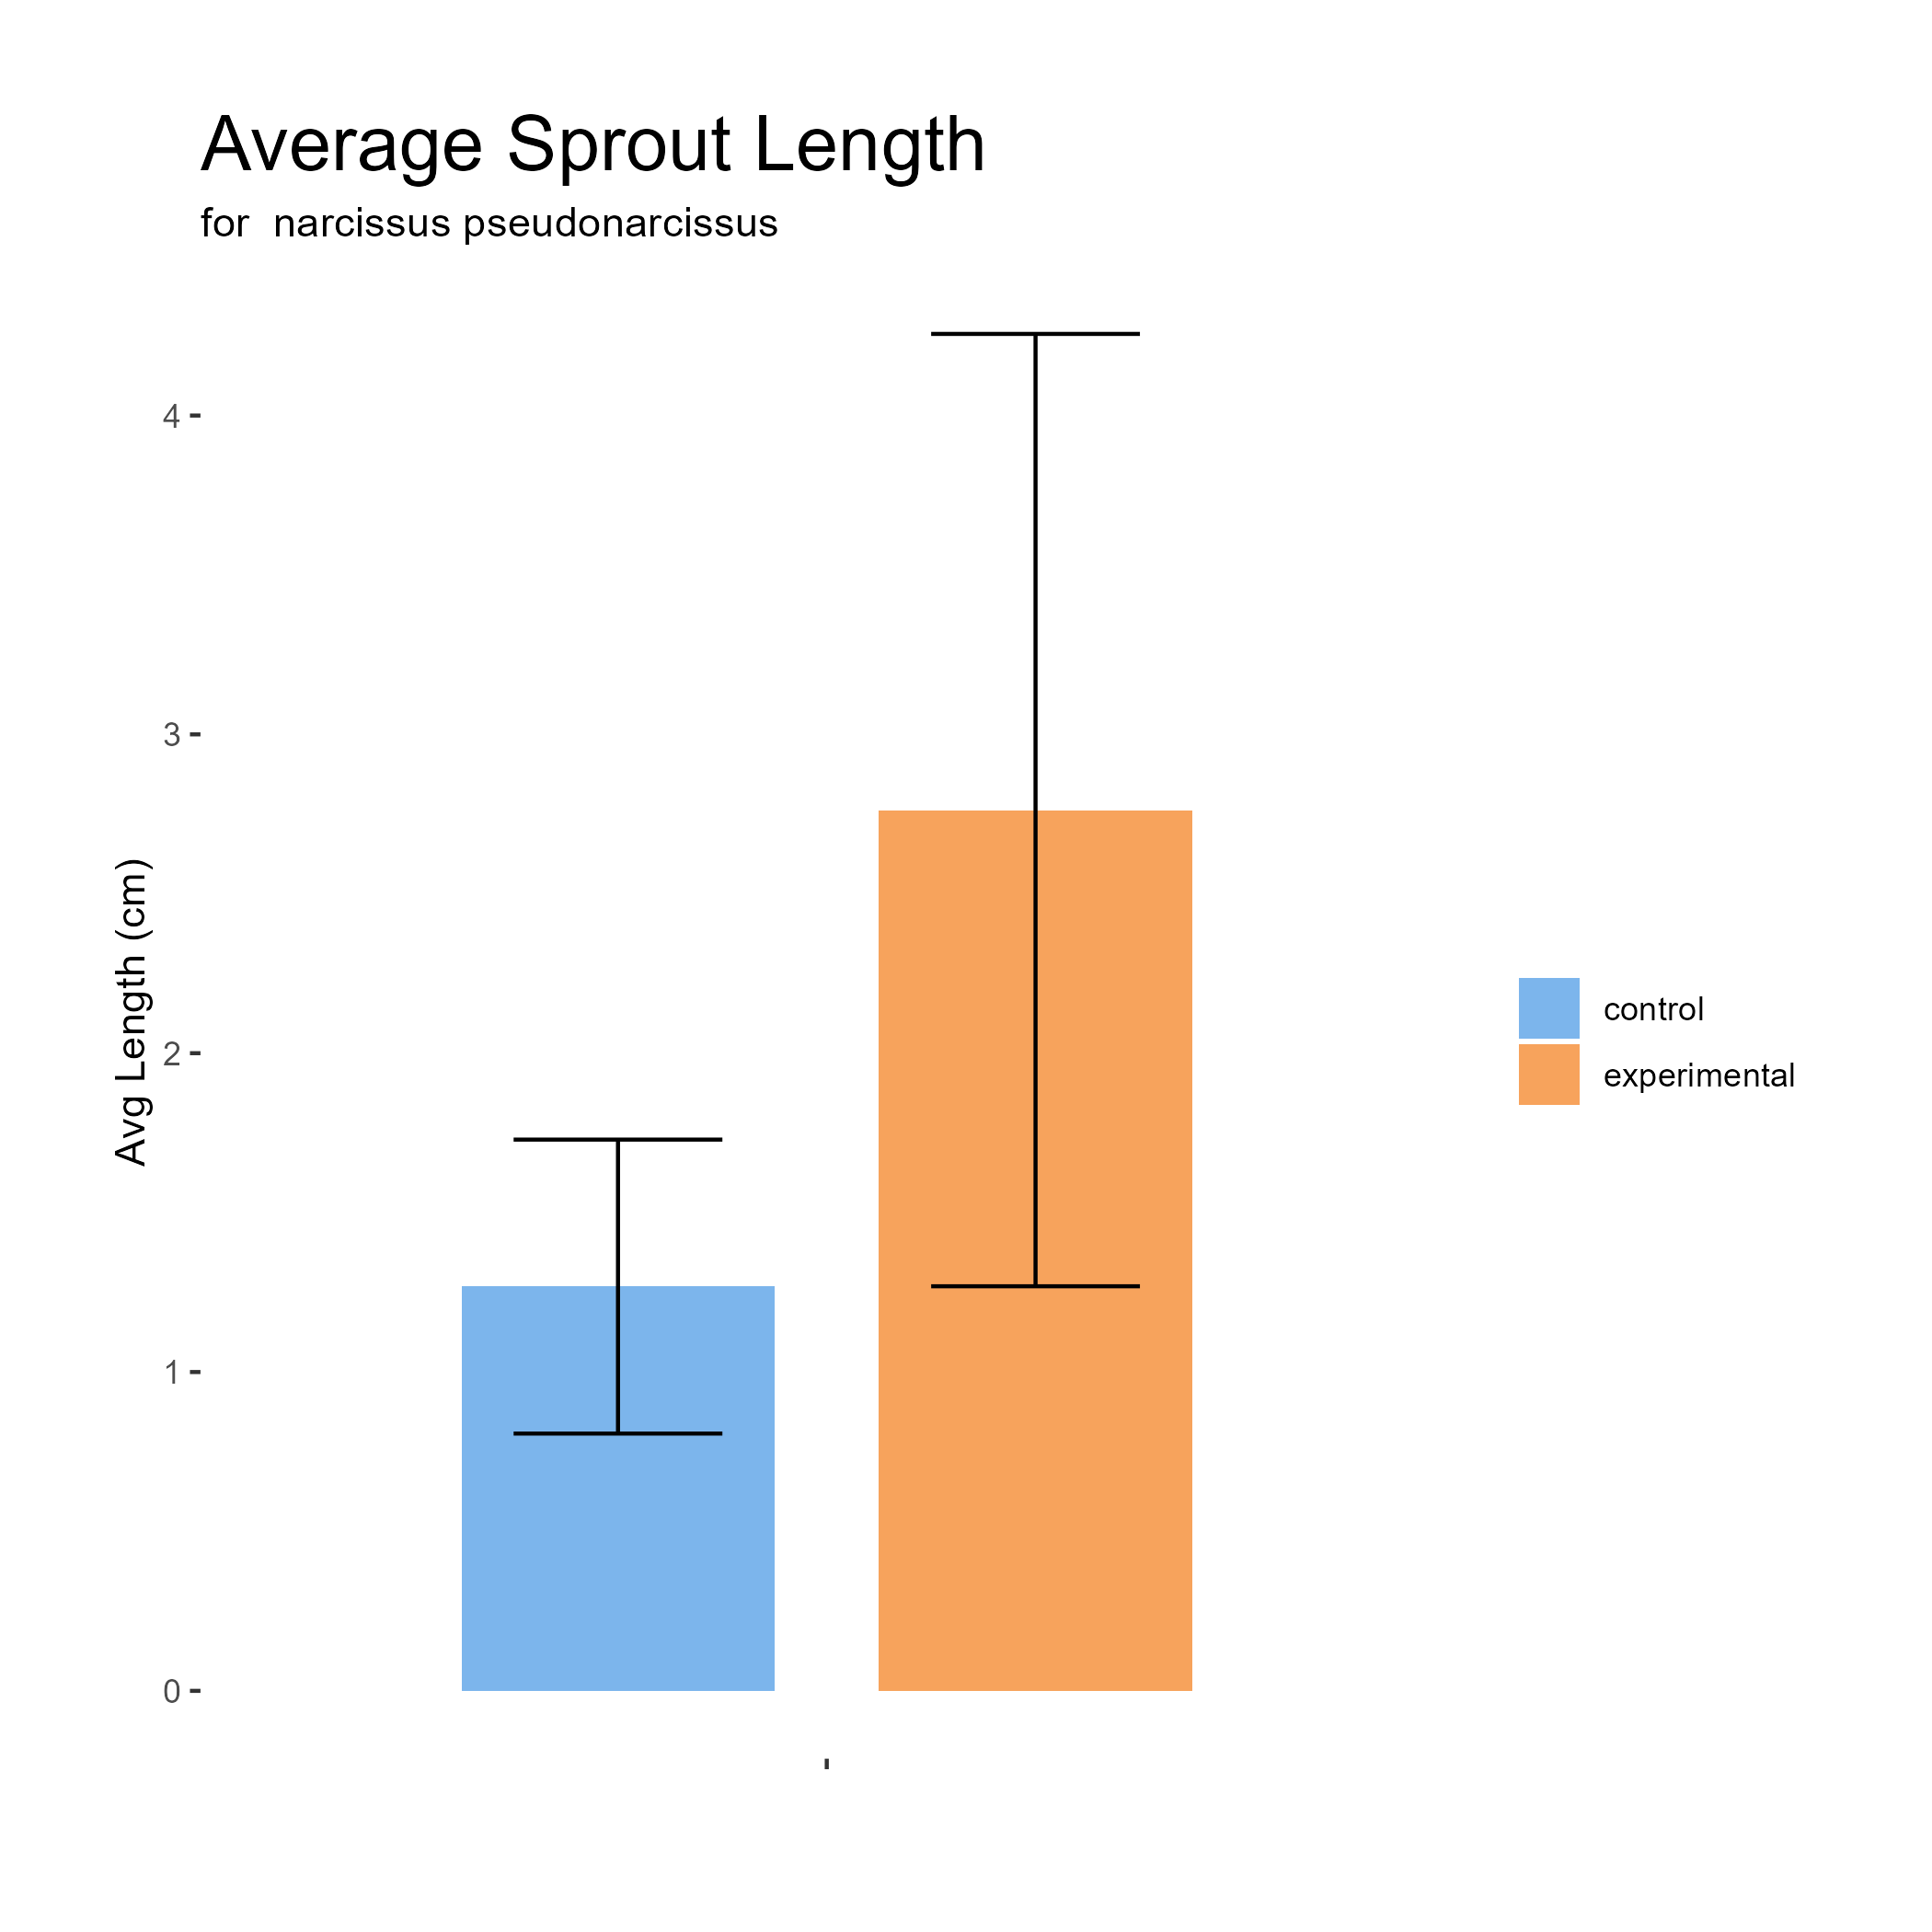 Average Sprout Length
for  narcissus pseudonarcissus
4
3
2
1
0
Avg Length (cm)
control
experimental